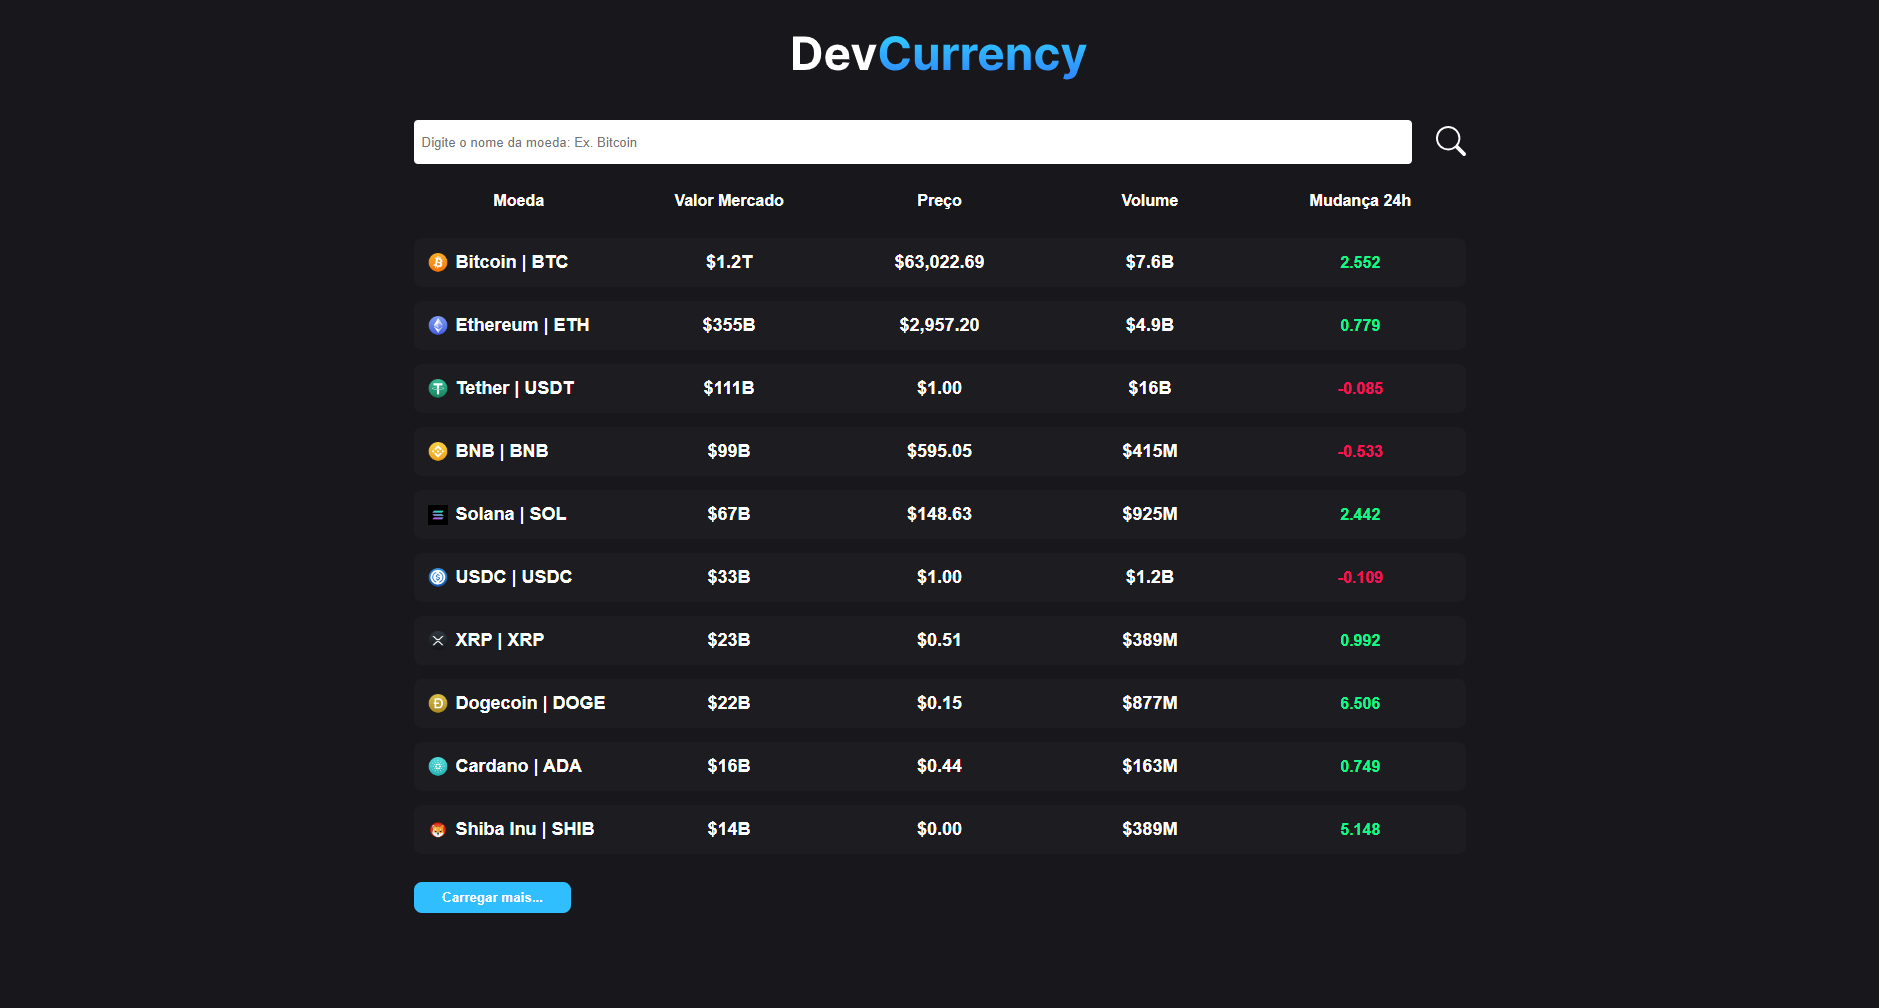 DevCurrency
Digite o nome da moeda: Ex. Bitcoin
Moeda Valor Mercado Preço Volume Mudança 24h
Bitcoin | BTC $1.2T $63,022.69 $7.6B 2.552
Ethereum | ETH $355B $2,957.20 $4.9B 0.779
Tether | USDT $111B $1.00 $16B -0.085
BNB | BNB $99B $595.05 $415M -0.533
Solana | SOL $67B $148.63 $925M 2.442
USDC | USDC $33B $1.00 $1.2B -0.109
XRP | XRP $23B $0.51 $389M 0.992
Dogecoin | DOGE $22B $0.15 $877M 6.506
Cardano | ADA $16B $0.44 $163M 0.749
Shiba Inu | SHIB $14B $0.00 $389M 5.148
Carregar mais...